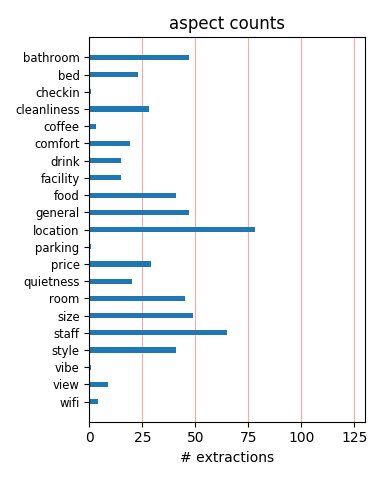 aspect counts
bathroom
bed
checkin
cleanliness
coffee
comfort
drink
facility
food
general
location
parking
price
quietness
room
size
staff
style
vibe
view
wifi
0 25 50 75 100 125
# extractions